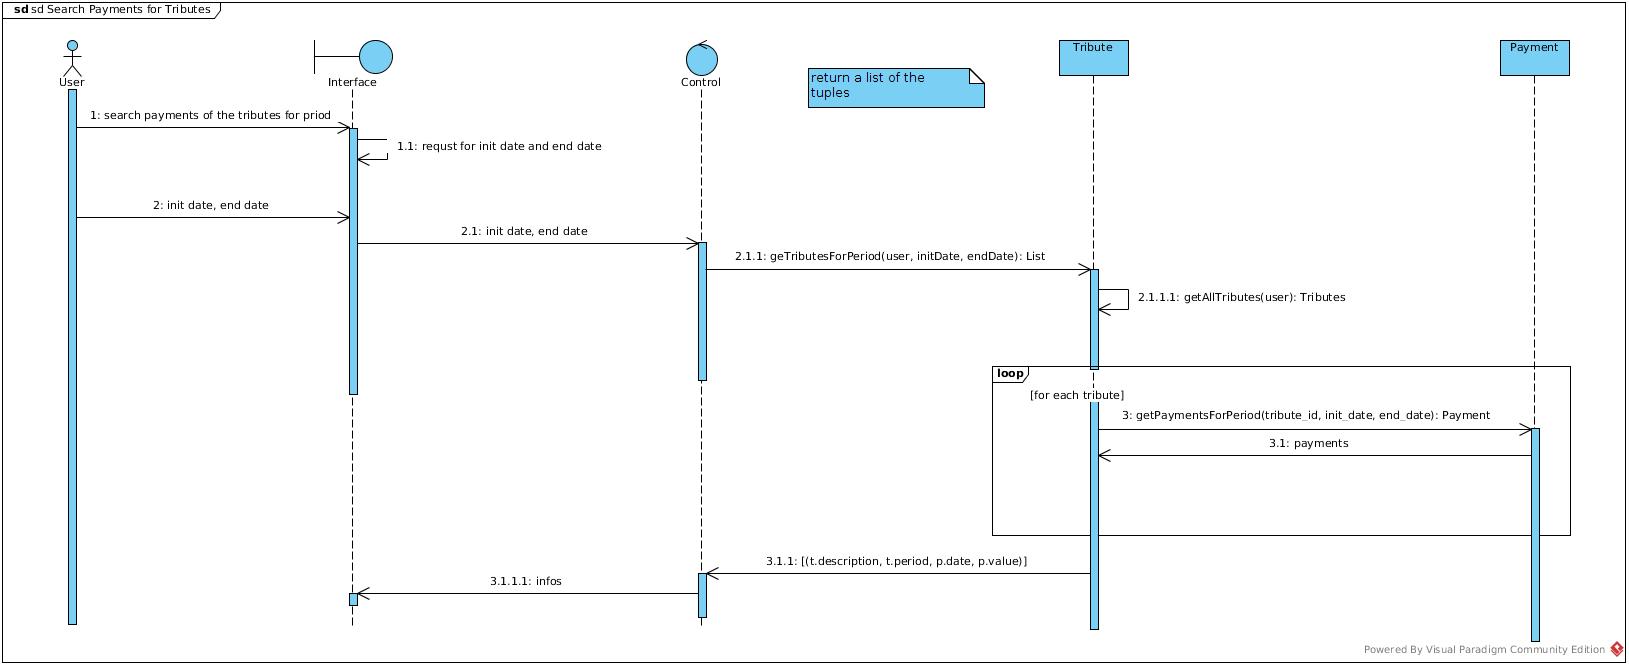 sd sd Search Payments for Tributes
User
Interface
Control
return a list of the
tuples
Tribute
Payment
1: search payments of the tributes for priod
1.1: requst for init date and end date
2: init date, end date
2.1: init date, end date
2.1.1: geTributesForPeriod(user, initDate, endDate): List
2.1.1.1: getAllTributes(user): Tributes
loop
[for each tribute]
3: getPaymentsForPeriod(tribute_id, init_date, end_date): Payment
3.1: payments
3.1.1: [(t.description, t.period, p.date, p.value)]
3.1.1.1: infos
Powered By Visual Paradigm Community Edition